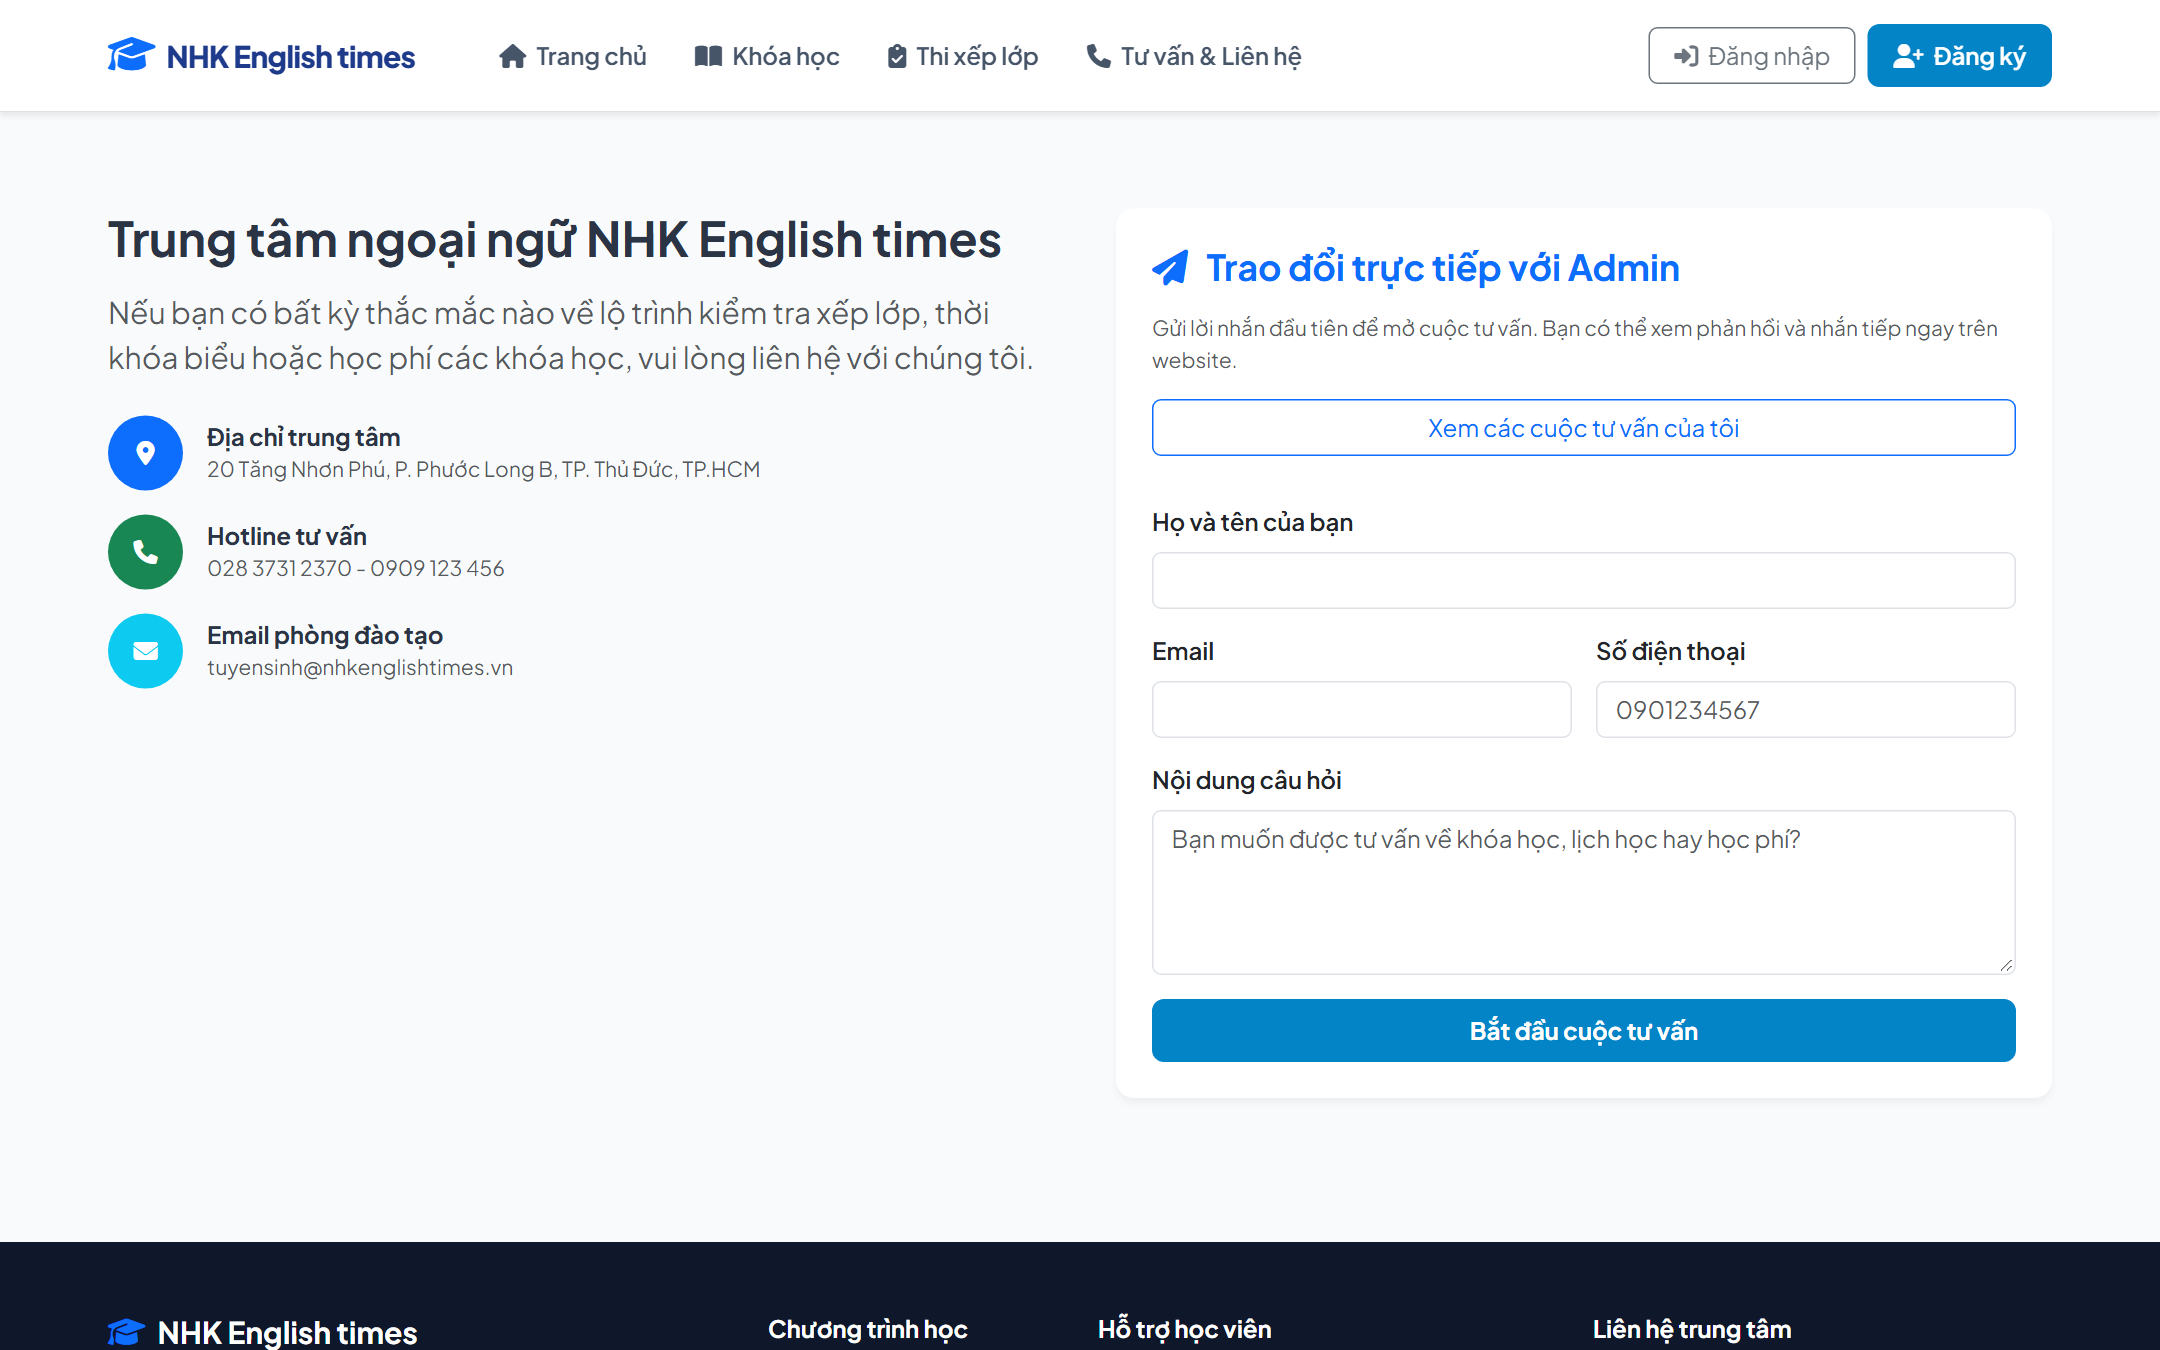 NHK English times
Trang chủ
Khóa học
Thi xếp lớp
Tư vấn & Liên hệ
Đăng nhập
Đăng ký
Trung tâm ngoại ngữ NHK English times
Nếu bạn có bất kỳ thắc mắc nào về lộ trình kiểm tra xếp lớp, thời
khóa biểu hoặc học phí các khóa học, vui lòng liên hệ với chúng tôi.
Địa chỉ trung tâm
20 Tăng Nhơn Phú, P. Phước Long B, TP. Thủ Đức, TP.HCM
Hotline tư vấn
028 3731 2370 - 0909 123 456
Email phòng đào tạo
tuyensinh@nhkenglishtimes.vn
Trao đổi trực tiếp với Admin
Gửi lời nhắn đầu tiên để mở cuộc tư vấn. Bạn có thể xem phản hồi và nhắn tiếp ngay trên
website.
Xem các cuộc tư vấn của tôi
Họ và tên của bạn
Email
Số điện thoại
0901234567
Nội dung câu hỏi
Bạn muốn được tư vấn về khóa học, lịch học hay học phí?
Bắt đầu cuộc tư vấn
NHK English times
Chương trình học
Hỗ trợ học viên
Liên hệ trung tâm